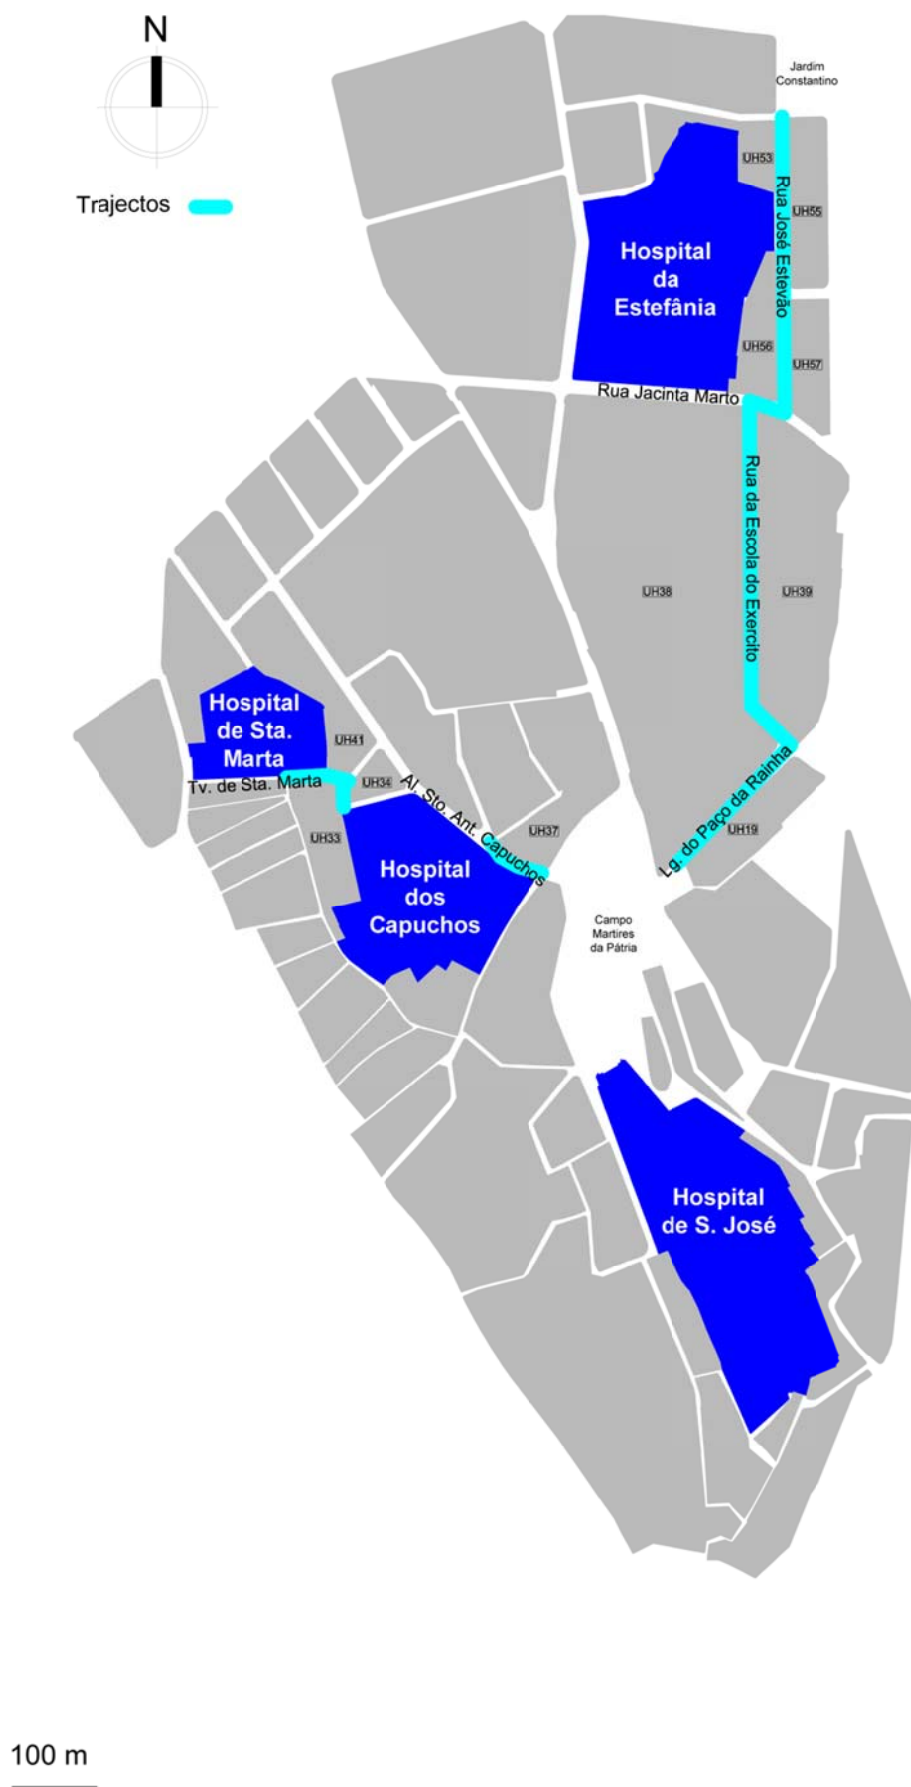 N
Jardim
Constantino
UH53
Trajectos
Rua José Estevão
UH55
Hospital
da
Estefânia
UH56
UH57
Rua Jacinta Marto
Rua da Escola do Exercito
UH38
UH39
Hospital
de Sta.
Marta
UH41
Tv. de Sta. Marta
UH34
Al. Sto. Ant. Capuchos
Lg. do Paço da Rainha
UH33
UH37
UH19
Hospital
dos
Capuchos
Campo
Martires
da Pátria
Hospital
de S. José
100 m